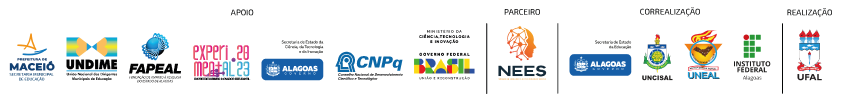 APOIO
PARCEIRO
CORREALIZAÇÃO
REALIZAÇÃO
PREFEITURA DE
MACEIÓ
SECRETARIA MUNICIPAL
DE EDUCAÇÃO
UNDIME
União Nacional dos Dirigentes
Municipais de Educação
FAPEAL
experi
mental
.23
Secretaria de Estado da
Ciência, da Tecnologia
e da Inovação
ALAGOAS
GOVERNO
CNPq
Conselho Nacional de Desenvolvimento
Científico e Tecnológico
MINISTÉRIO DA
CIÊNCIA, TECNOLOGIA
E INOVAÇÃO
GOVERNO FEDERAL
BRASIL
UNIÃO E RECONSTRUÇÃO
NEES
Secretaria de Estado
da Educação
ALAGOAS
GOVERNO
UNCISAL
UNEAL
INSTITUTO
FEDERAL
Alagoas
UFAL